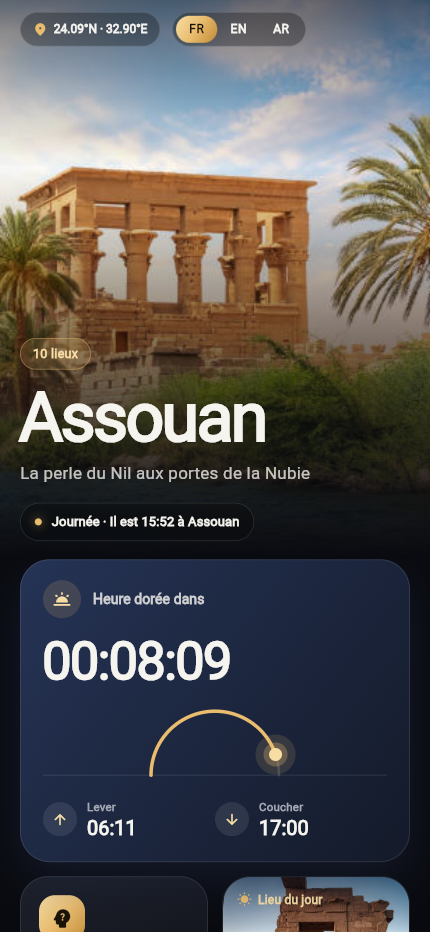 24.09°N · 32.90°E
FR EN AR
10 lieux
Assouan
La perle du Nil aux portes de la Nubie
Journée · Il est 15:52 à Assouan
Heure dorée dans
00:08:09
Lever
06:11
Coucher
17:00
?
Lieu du jour